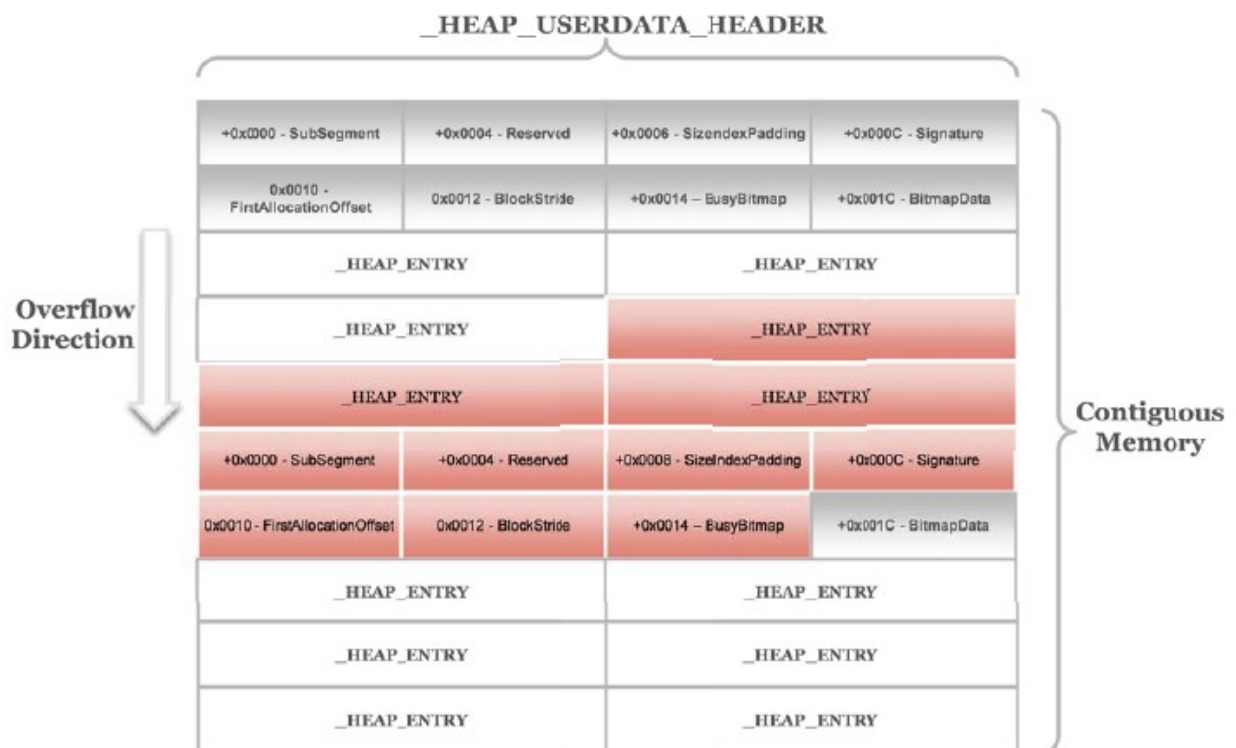 _HEAP_USERDATA_HEADER
+0x0000 - SubSegment
+0x0004 - Reserved
+0x0006 - SizendexPadding
+0x000C - Signature
0x0010 -
FirstAllocationOffset
0x0012 - BlockStride
+0x0014 – BusyBitmap
+0x001C - BitmapData
_HEAP_ENTRY
_HEAP_ENTRY
Overflow
Direction
_HEAP_ENTRY
_HEAP_ENTRY
_HEAP_ENTRY
_HEAP_ENTRY
Contiguous
Memory
+0x0000 - SubSegment
+0x0004 - Reserved
+0x0008 - SizeIndexPadding
+0x000C - Signature
0x0010 - FirstAllocationOffset
0x0012 - BlockStride
+0x0014 – BusyBitmap
+0x001C - BitmapData
_HEAP_ENTRY
_HEAP_ENTRY
_HEAP_ENTRY
_HEAP_ENTRY
_HEAP_ENTRY
_HEAP_ENTRY